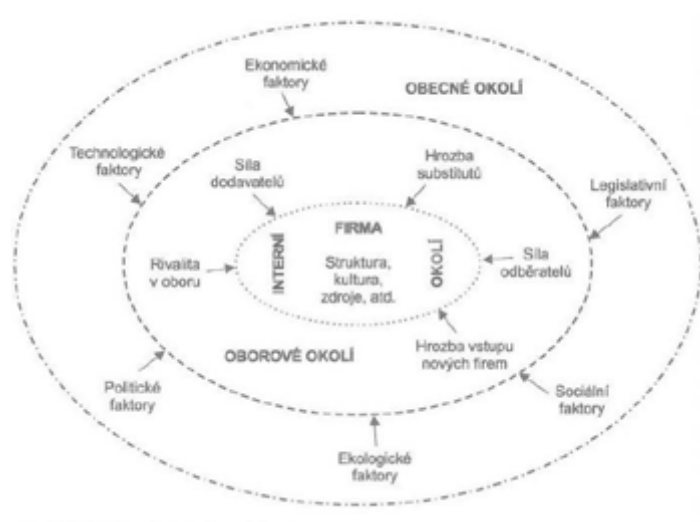 Ekonomické
faktory
OBECNÉ OKOLÍ
Technologické
faktory
Síla
dodavatelů
Hrozba
substitutů
Legislativní
faktory
FIRMA
INTERNÍ
OKOLÍ
Struktura,
kultura,
zdroje, atd.
Rivalita
v oboru
Síla
odběratelů
OBOROVÉ OKOLÍ
Hrozba vstupu
nových firem
Politické
faktory
Sociální
faktory
Ekologické
faktory